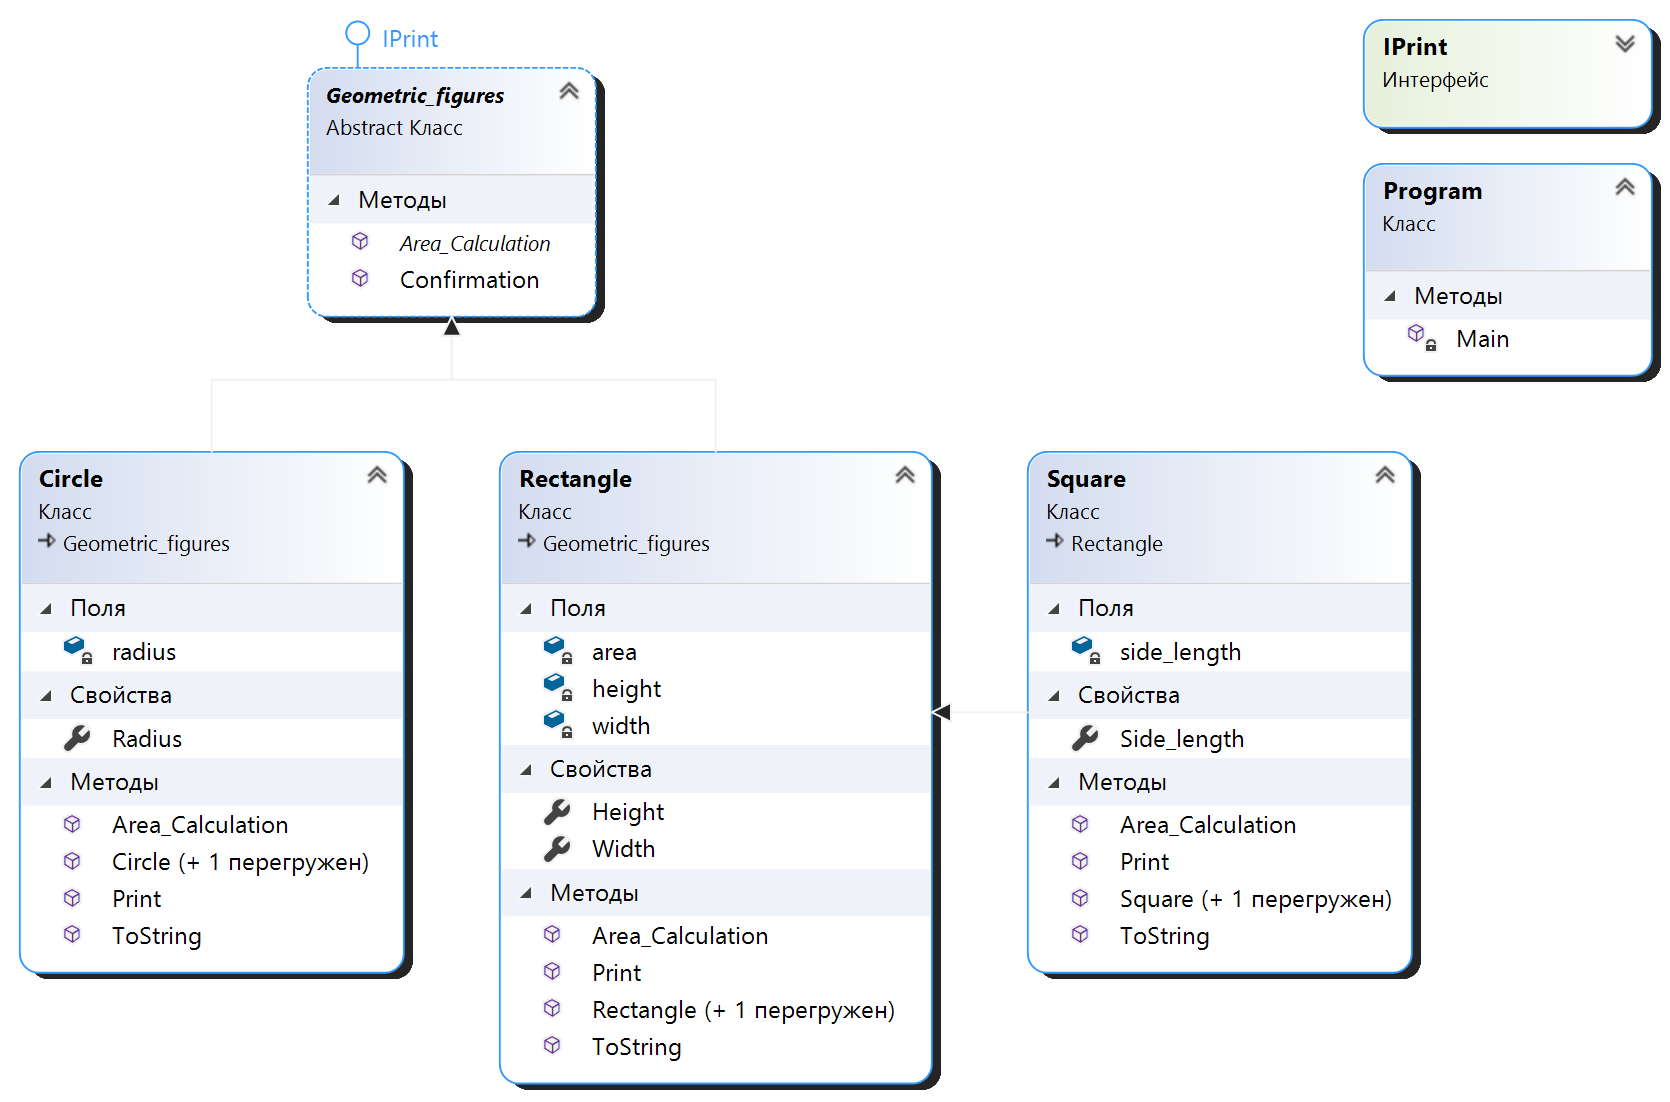 IPrint
Geometric_figures
Abstract Класс
Методы
Area_Calculation
Confirmation
IPrint
Интерфейс
Program
Класс
Методы
Main
Circle
Класс
Geometric_figures
Поля
radius
Свойства
Radius
Методы
Area_Calculation
Circle (+ 1 перегружен)
Print
ToString
Rectangle
Класс
Geometric_figures
Поля
area
height
width
Свойства
Height
Width
Методы
Area_Calculation
Print
Rectangle (+ 1 перегружен)
ToString
Square
Класс
Rectangle
Поля
side_length
Свойства
Side_length
Методы
Area_Calculation
Print
Square (+ 1 перегружен)
ToString